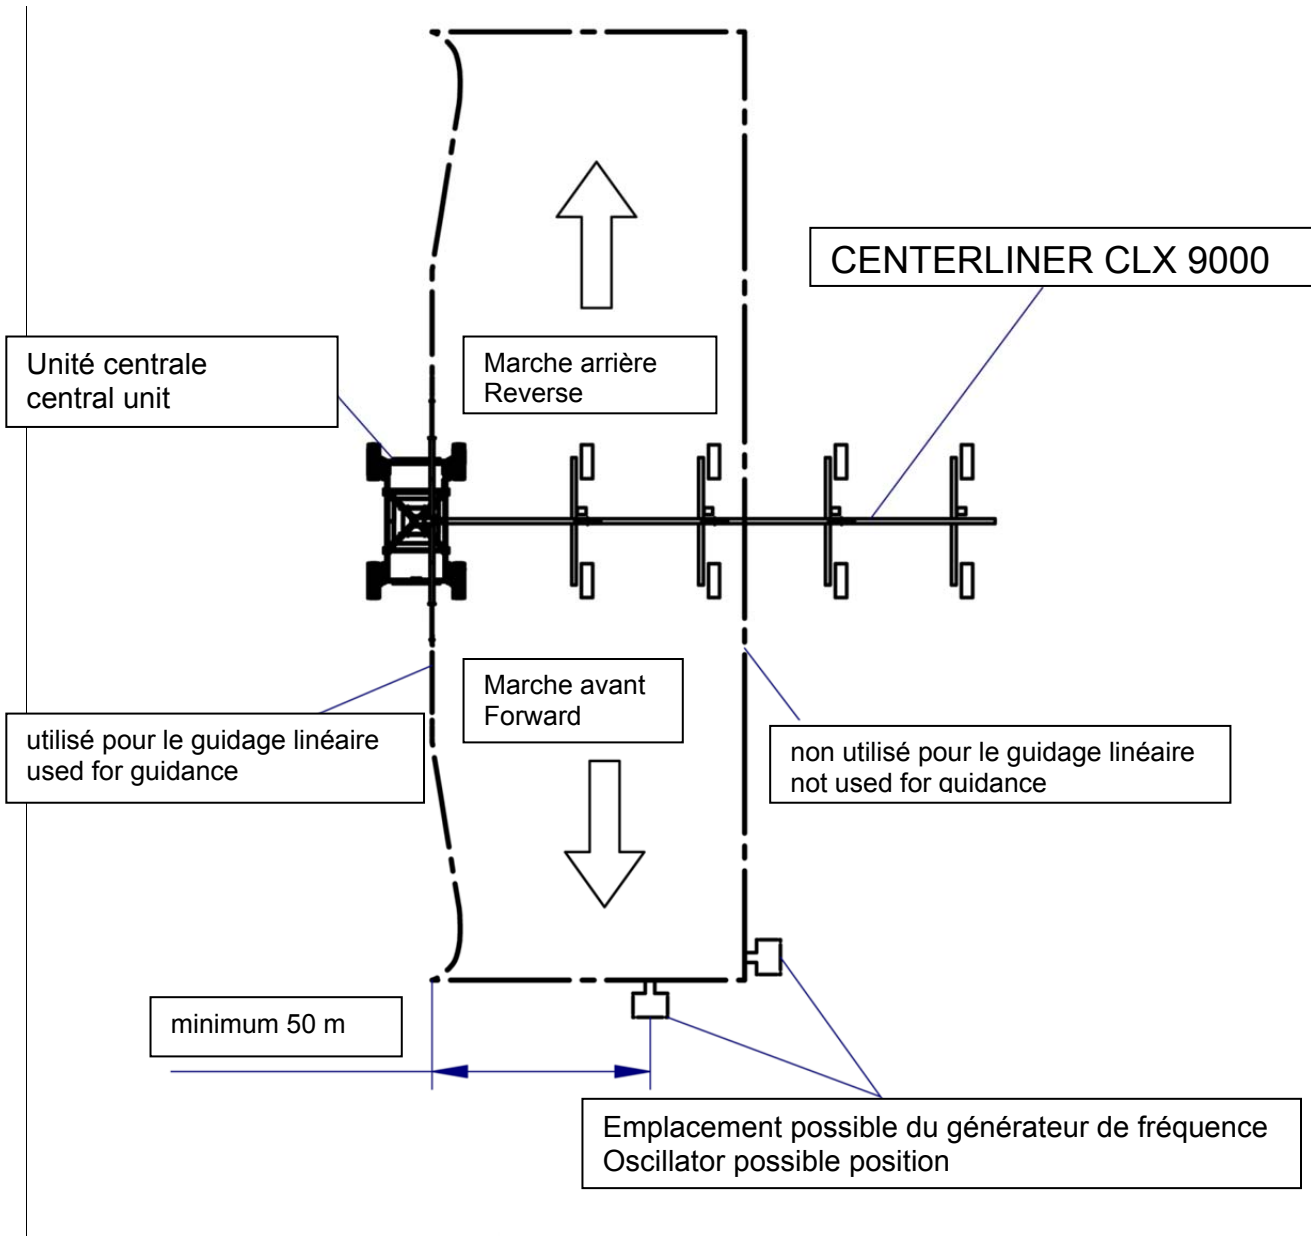 CENTERLINER CLX 9000
Unité centrale
central unit
Marche arrière
Reverse
Marche avant
Forward
utilisé pour le guidage linéaire
used for guidance
non utilisé pour le guidage linéaire
not used for guidance
minimum 50 m
Emplacement possible du générateur de fréquence
Oscillator possible position